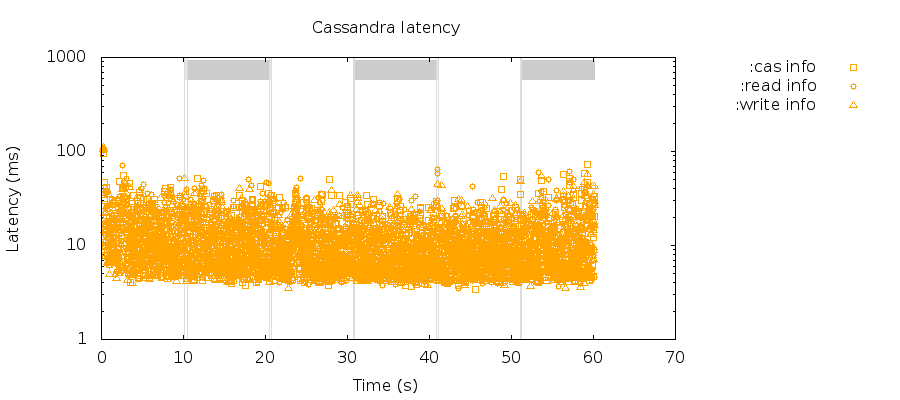 Cassandra latency
1000
100
10
1
Latency (ms)
0 10 20 30 40 50 60 70
Time (s)
:cas info
:read info
:write info